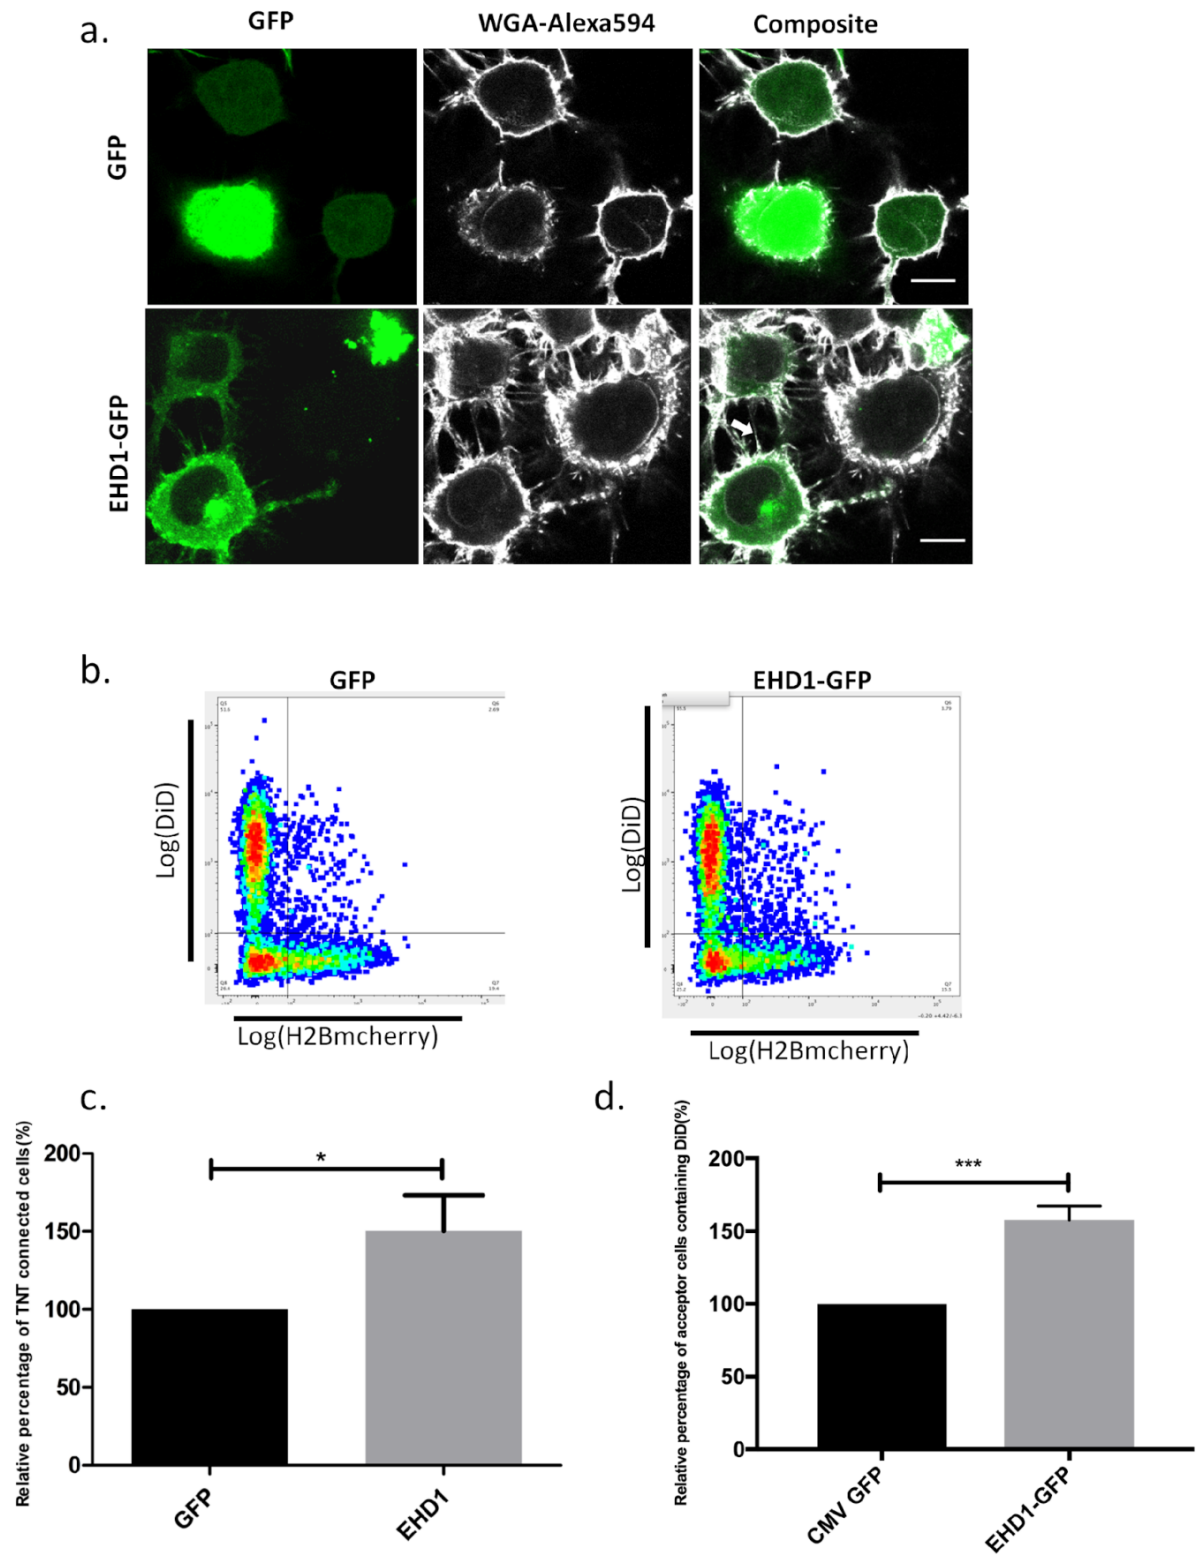 a.
GFP WGA-Alexa594 Composite
GFP
EHD1-GFP
b.
GFP EHD1-GFP
Log(DiD)
Log(H2Bmcherry)
Log(DiD)
Log(H2Bmcherry)
c.
Relative percentage of TNT connected cells(%)
200
150
100
50
0
*
GFP
EHD1
d.
Relative percentage of acceptor cells containing DiD(%)
200
150
100
50
0
***
CMV GFP
EHD1-GFP